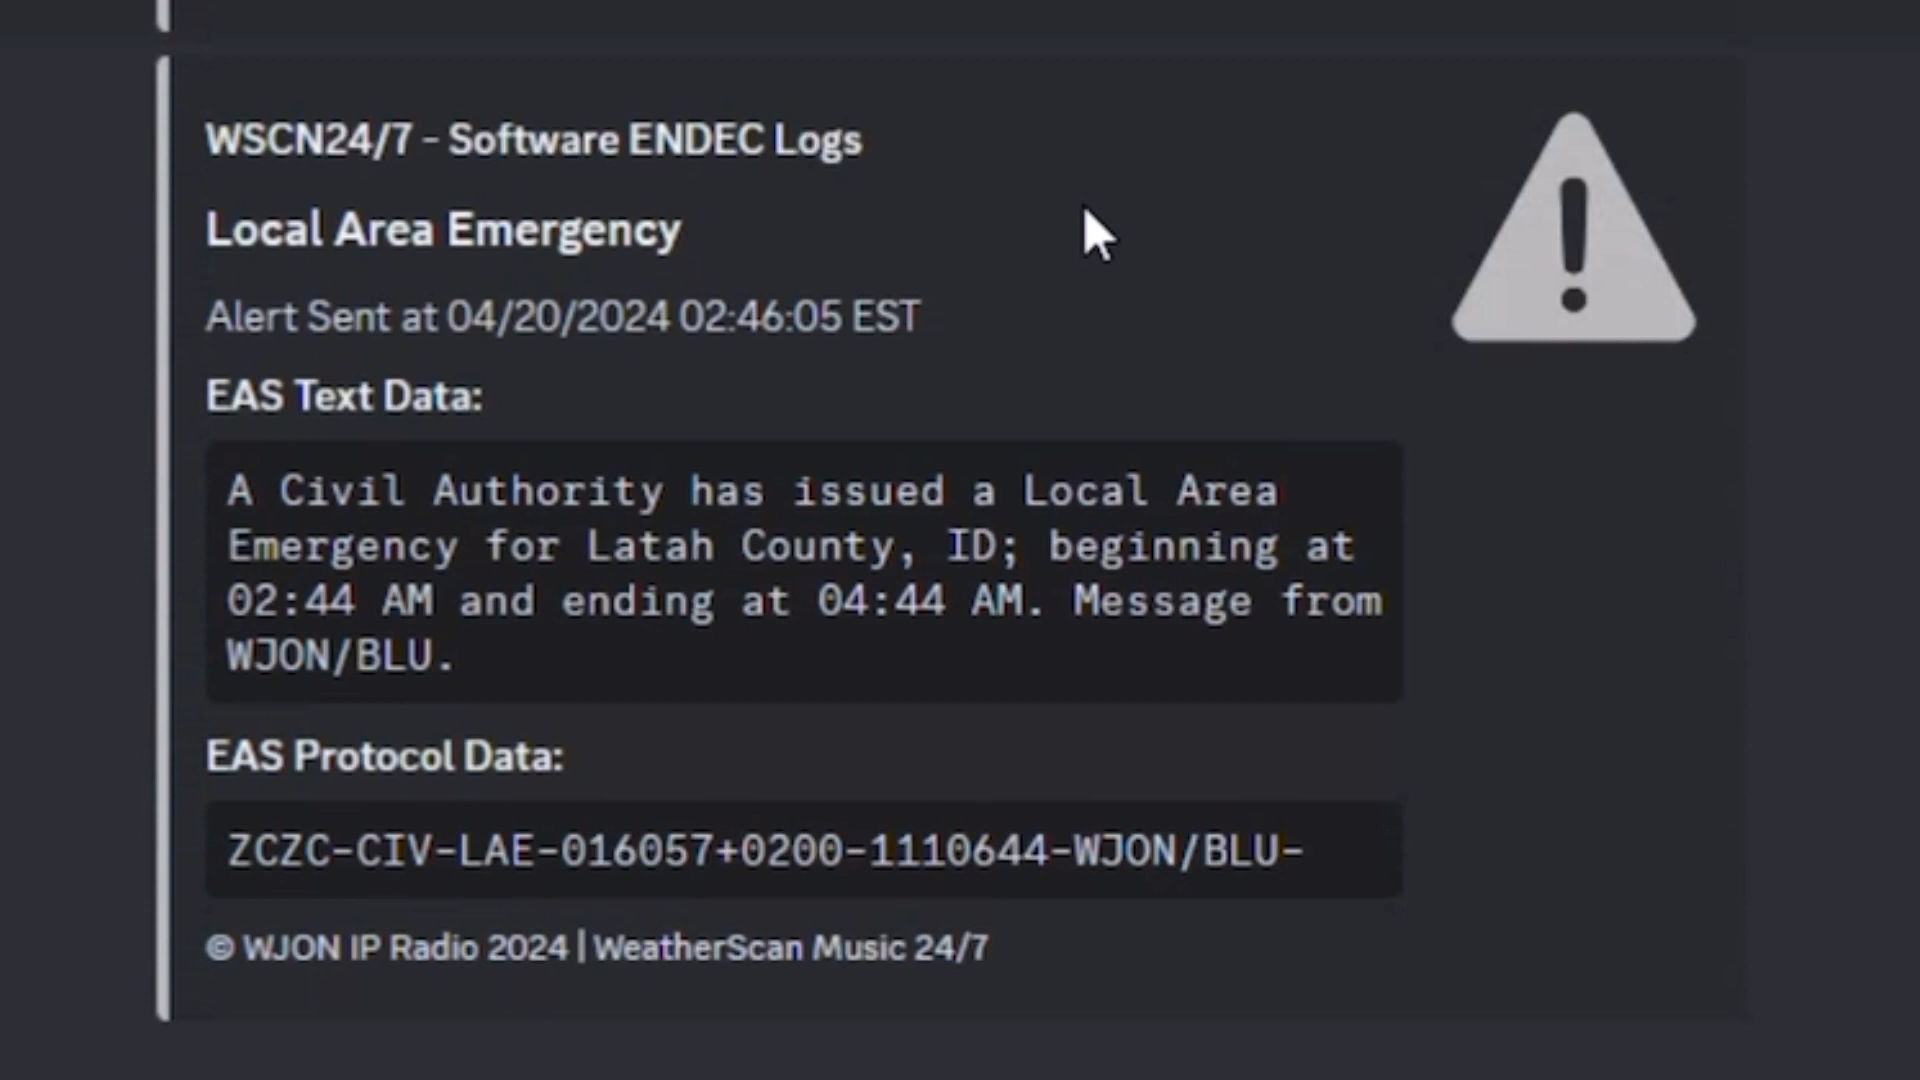 WSCN24/7 - Software ENDEC Logs
Local Area Emergency
Alert Sent at 04/20/2024 02:46:05 EST
EAS Text Data:
A Civil Authority has issued a Local Area
Emergency for Latah County, ID; beginning at
02:44 AM and ending at 04:44 AM. Message from
WJON/BLU.
EAS Protocol Data:
ZCZC-CIV-LAE-016057+0200-1110644-WJON/BLU-
© WJON IP Radio 2024 | WeatherScan Music 24/7